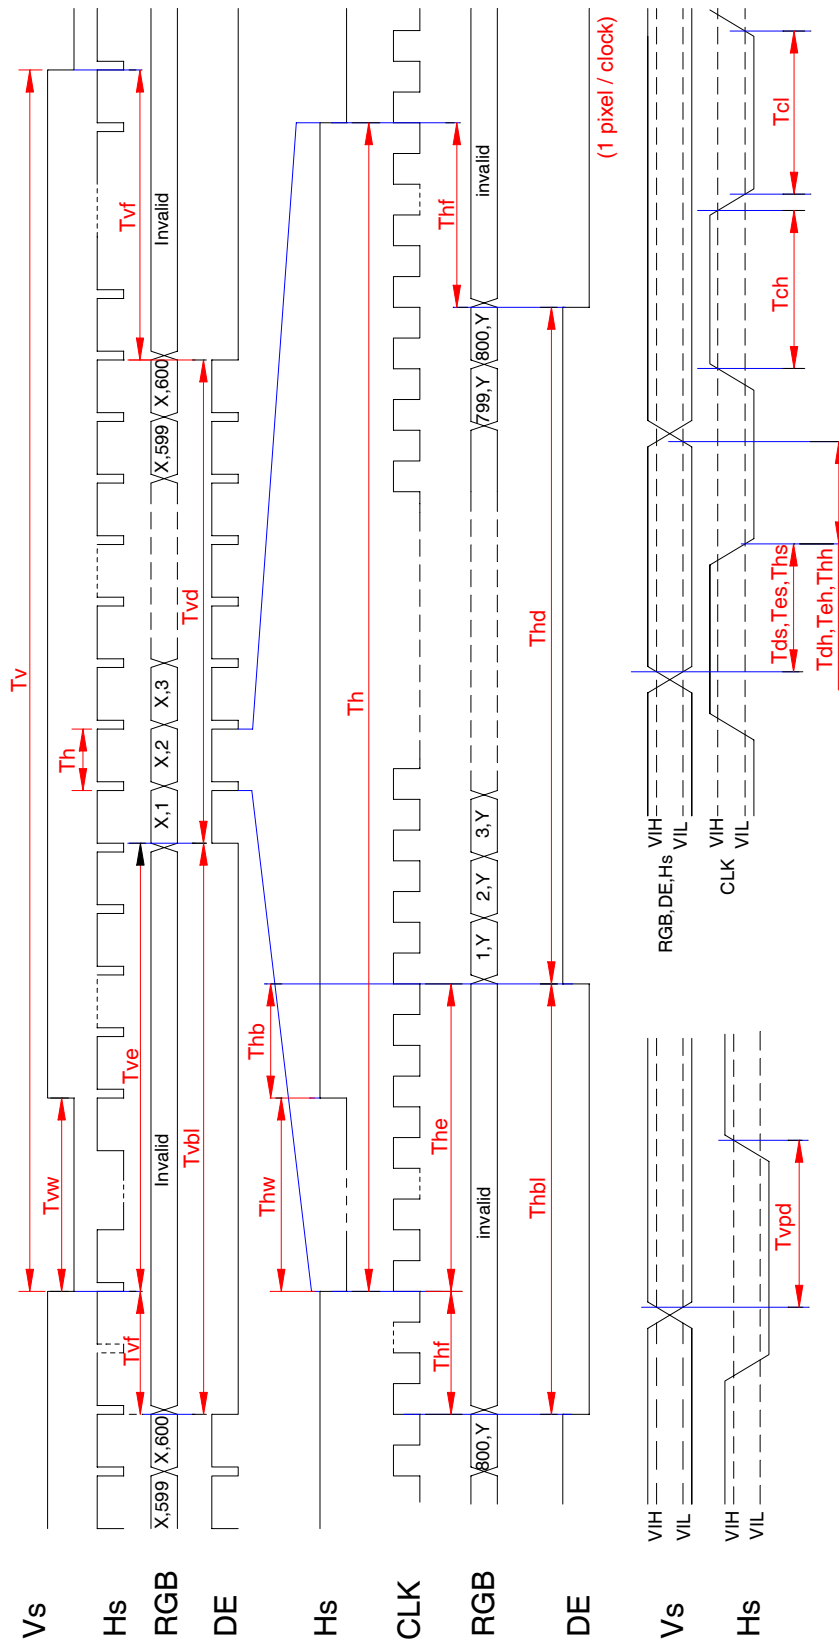 Vs
Tv
Tvw
Hs
Th
Tvf
Tve
Tvf
RGB
X,599
X,600
Invalid
X,1
X,2
X,3
X,599
X,600
Invalid
Tvbl
Tvd
DE
Thw
Thb
Hs
Th
CLK
Thf
The
Thf
RGB
800,Y
invalid
1,Y
2,Y
3,Y
799,Y
800,Y
invalid
Thbl
Thd
DE
(1 pixel / clock)
Vs
VIH
VIL
Hs
VIH
VIL
Tvpd
RGB,DE,Hs
VIH
VIL
CLK
VIH
VIL
Tch
Tcl
Tds,Tes,Ths
Tdh,Teh,Thh